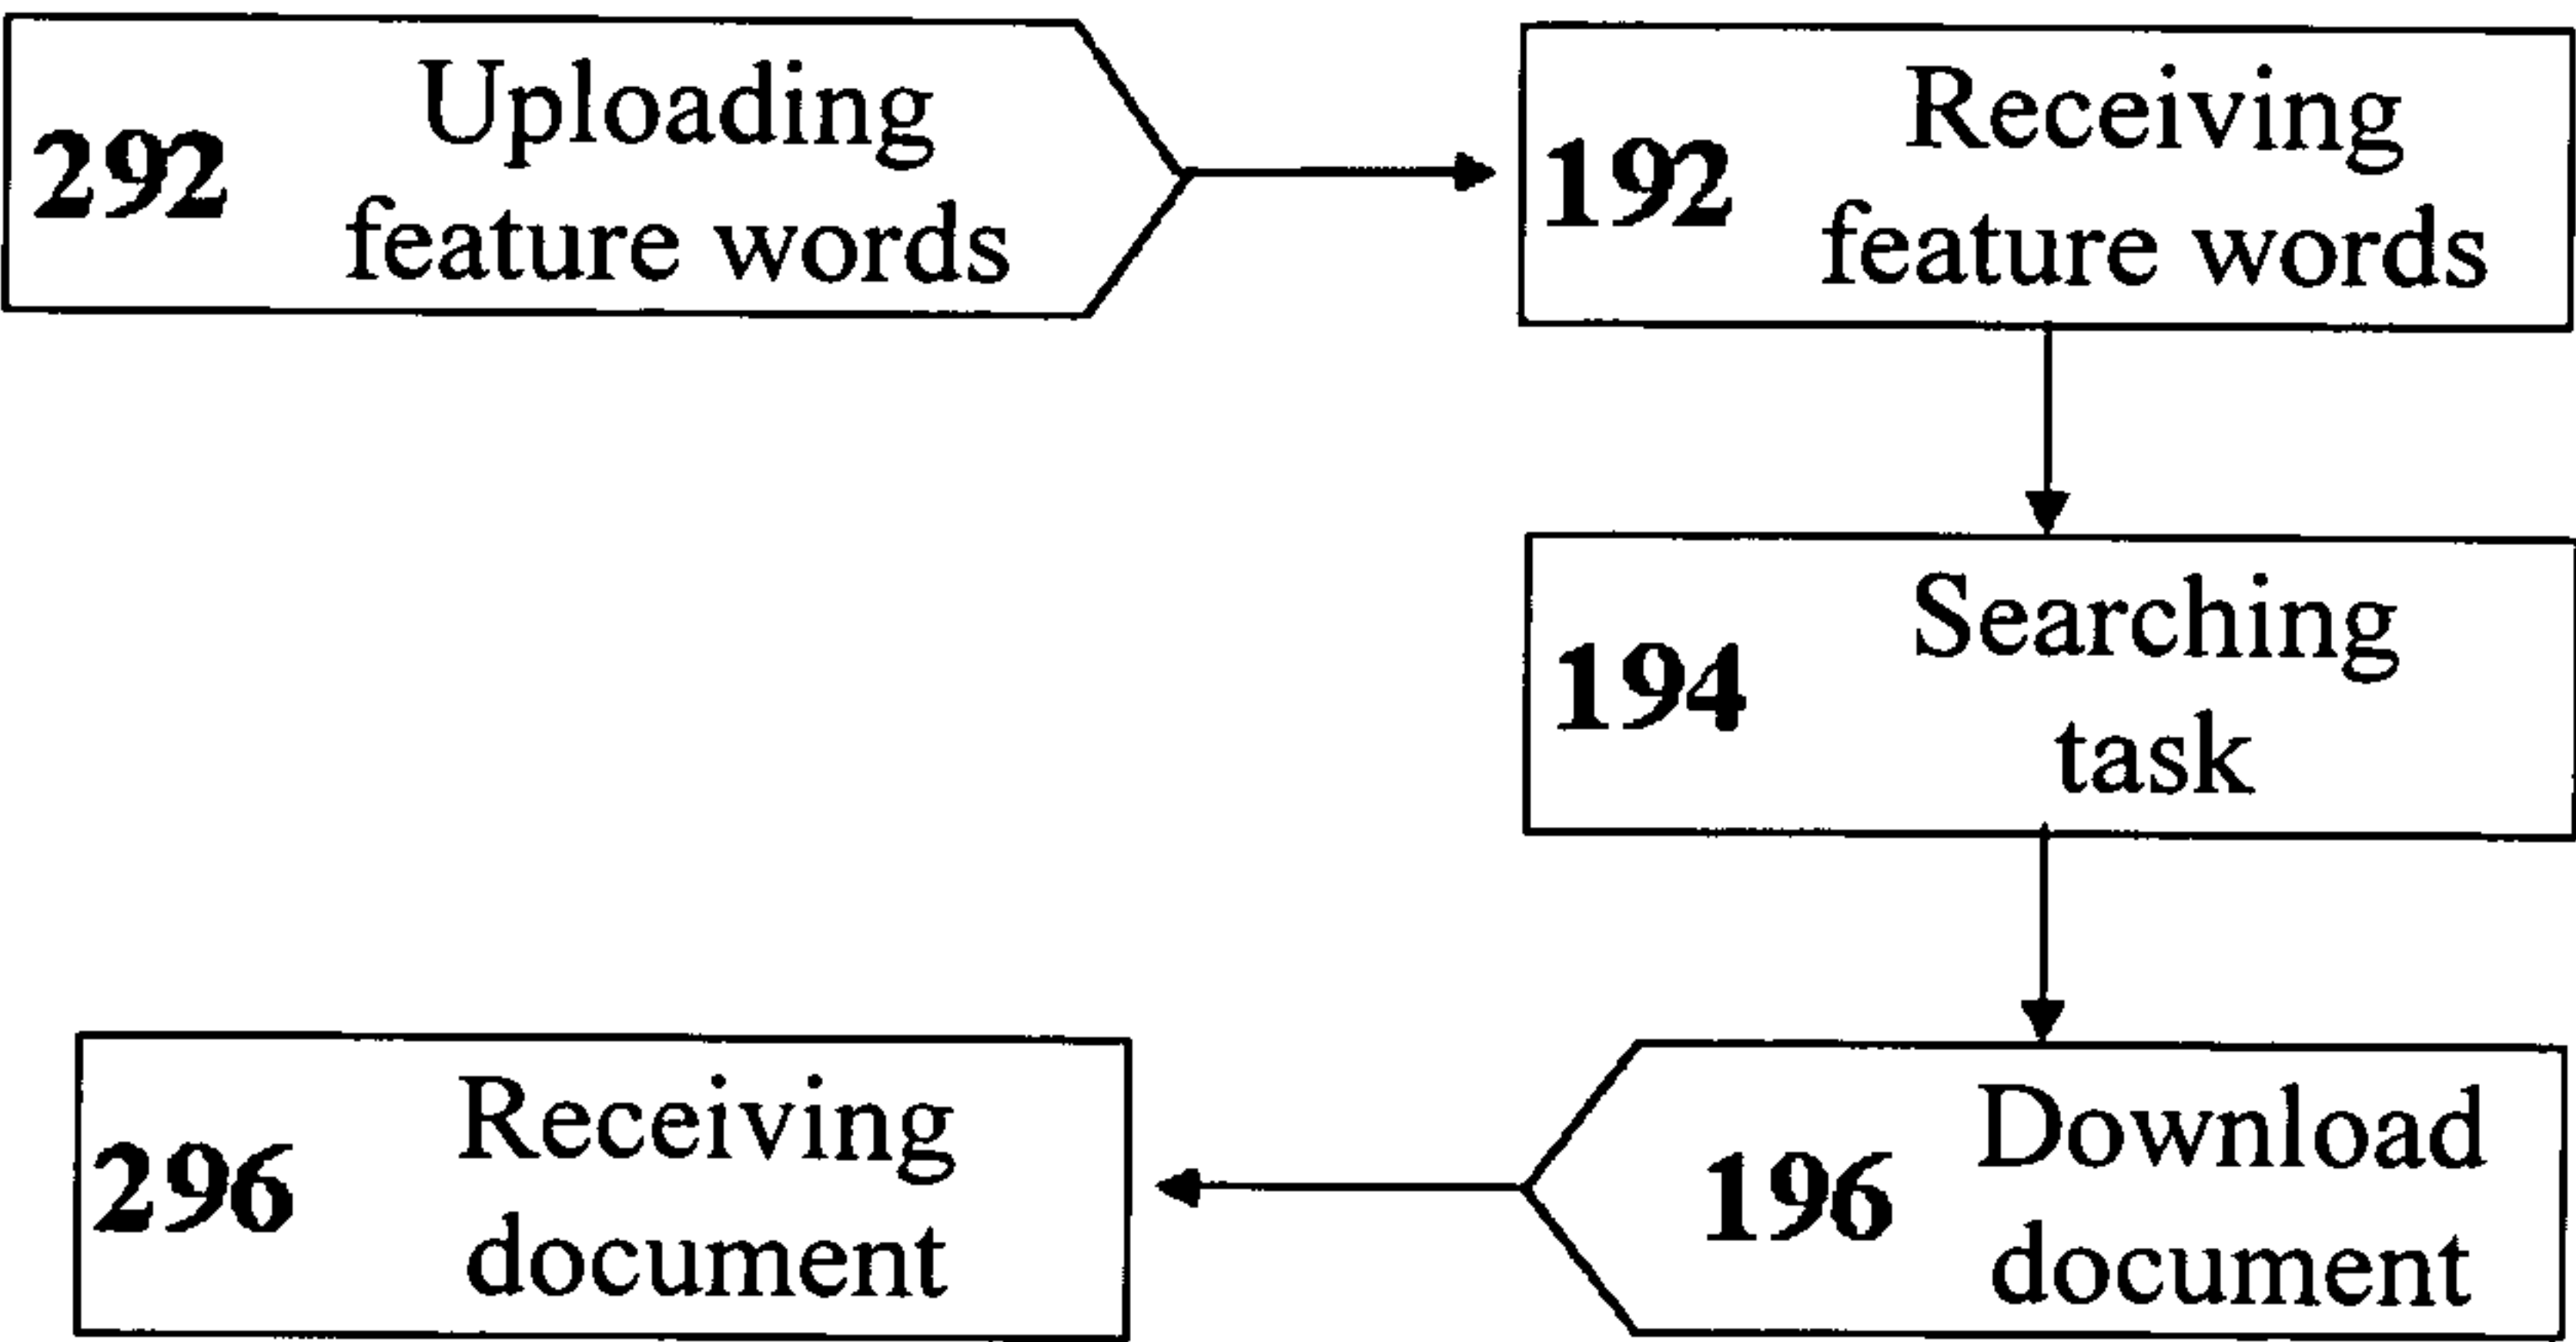 292 Uploading
feature words
192 Receiving
feature words
194 Searching
task
296 Receiving
document
196 Download
document